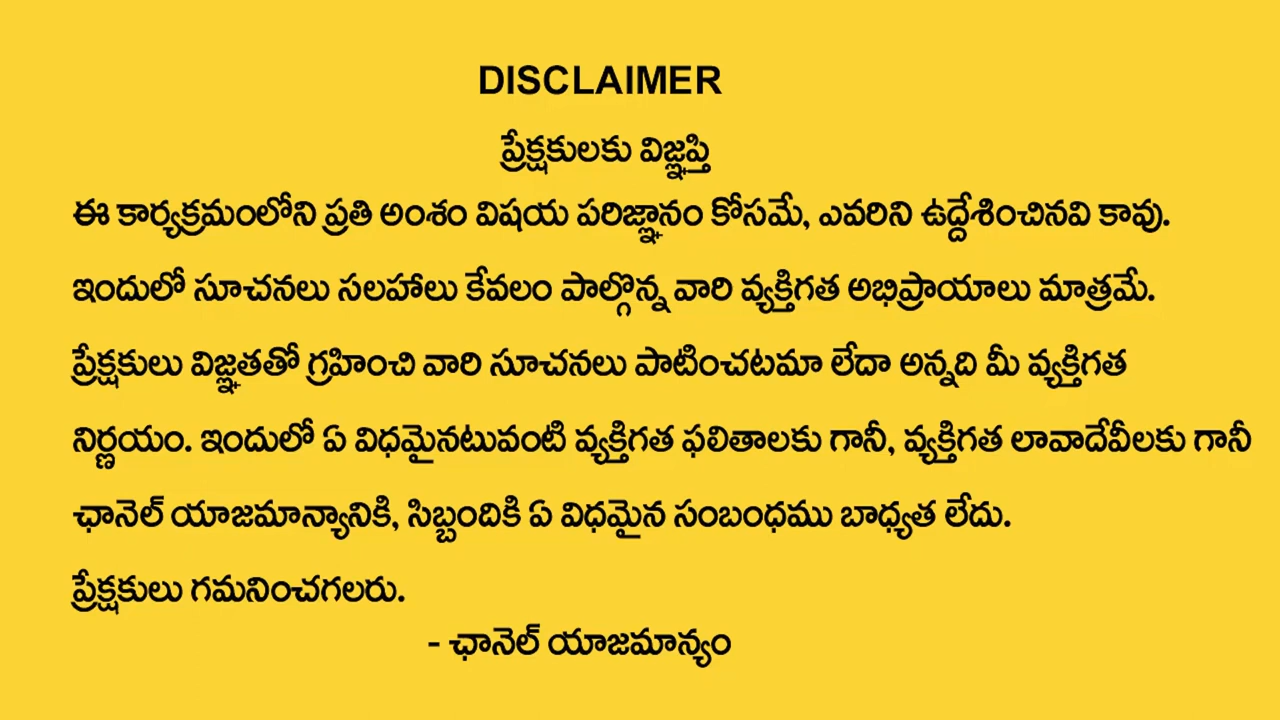 DISCLAIMER
ప్రేక్షకులకు విజ్ఞప్తి
ఈ కార్యక్రమంలోని ప్రతి అంశం విషయ పరిజ్ఞానం కోసమే, ఎవరిని ఉద్దేశించినవి కావు.
ఇందులో సూచనలు సలహాలు కేవలం పాల్గొన్న వారి వ్యక్తిగత అభిప్రాయాలు మాత్రమే.
ప్రేక్షకులు విజ్ఞతతో గ్రహించి వారి సూచనలు పాటించటమా లేదా అన్నది మీ వ్యక్తిగత
నిర్ణయం. ఇందులో ఏ విధమైనటువంటి వ్యక్తిగత ఫలితాలకు గానీ, వ్యక్తిగత లావాదేవీలకు గానీ
ఛానెల్ యాజమాన్యానికి, సిబ్బందికి ఏ విధమైన సంబంధము బాధ్యత లేదు.
ప్రేక్షకులు గమనించగలరు.
- ఛానెల్ యాజమాన్యం